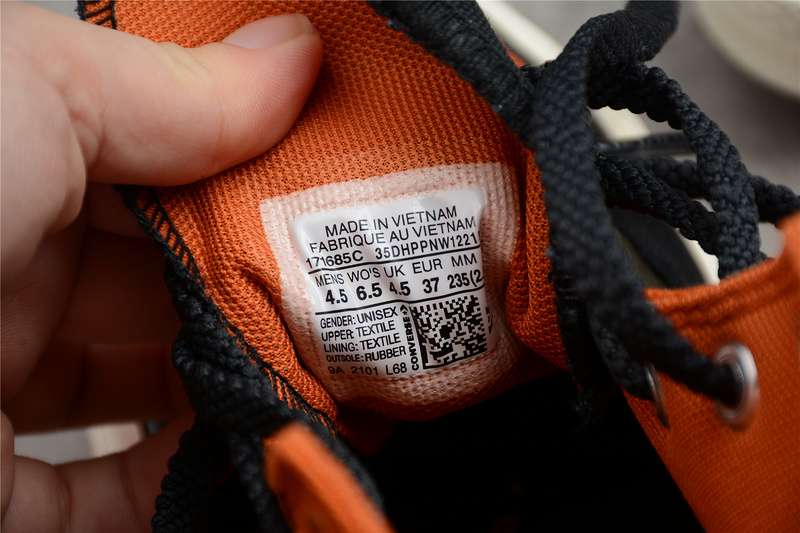 MADE IN VIETNAM
FABRIQUE AU VIETNAM
171685C 35DHPPNW1221
MENS WO'S UK EUR MM
4.5 6.5 4.5 37 235(2
GENDER: UNISEX
UPPER: TEXTILE
LINING: TEXTILE
OUTSOLE: RUBBER
9A 2101 L68
CONVERSE